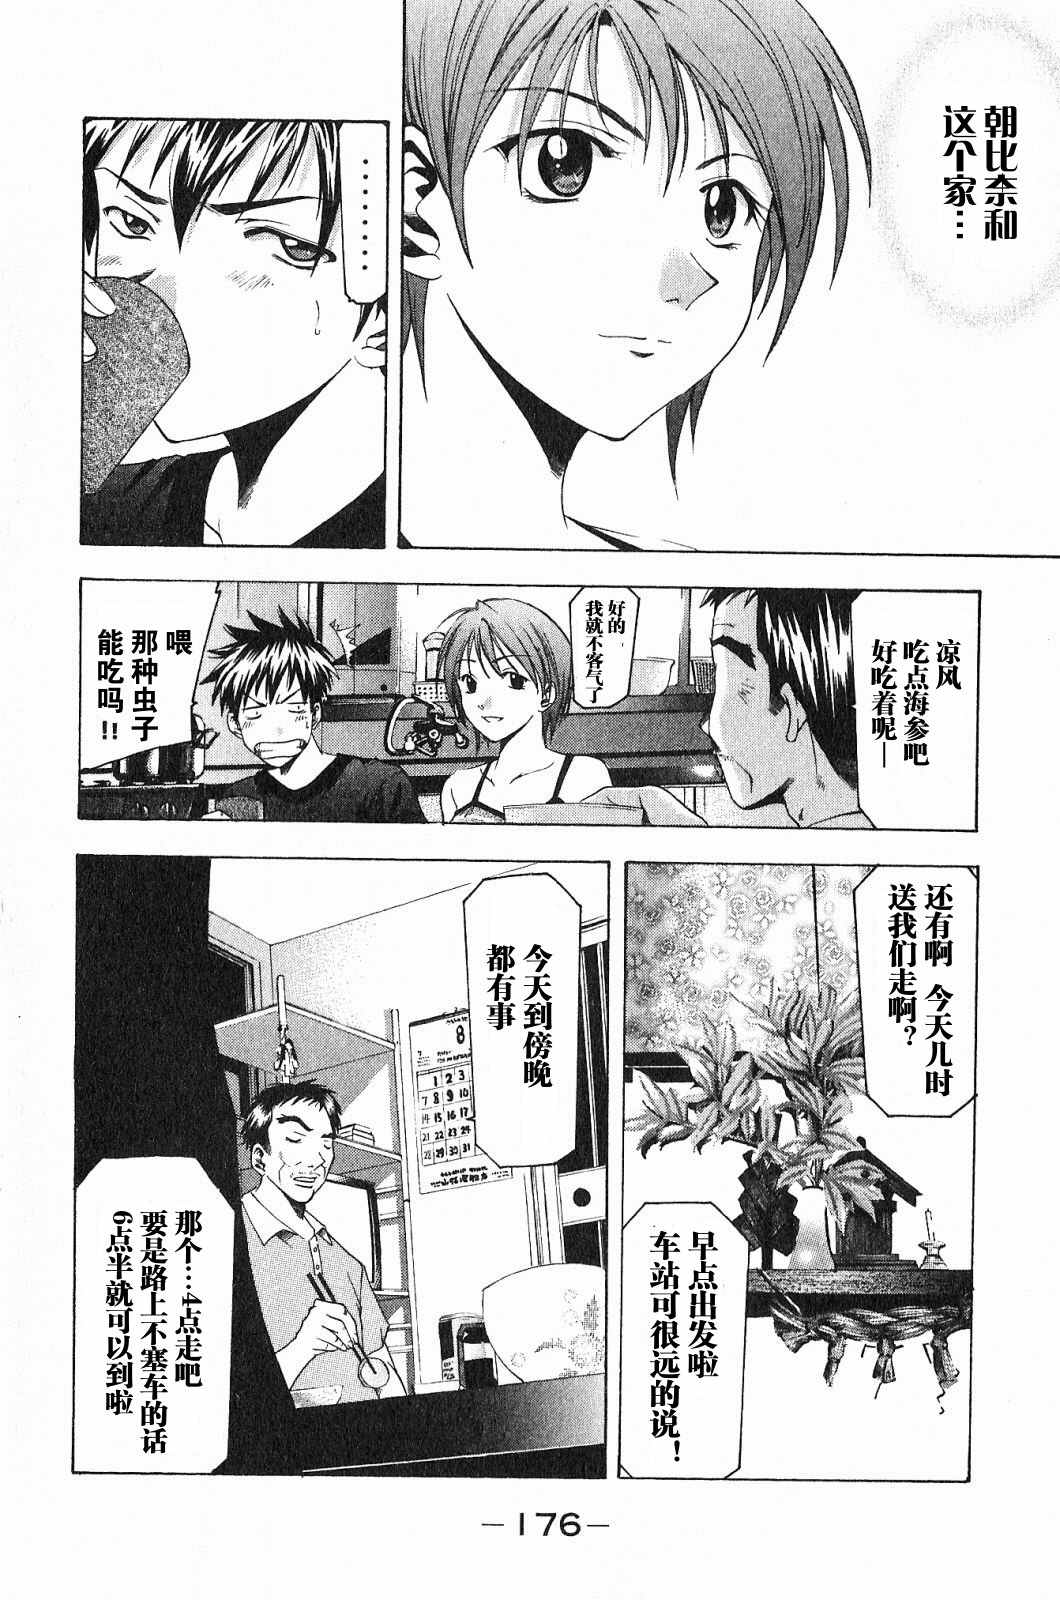 朝比奈和
这个家…
………
凉风
吃点海参吧
好吃着呢—
好的
我就不客气了
喂
那种虫子
能吃吗!!
还有啊 今天几时
送我们走啊?
早点出发啦
车站可很远的说!
今天到傍晚
都有事
8
1 2 3
7 8 9 10
14 15 16 17
21 22 23 24
28 29 30 31
那个…4点走吧
要是路上不塞车的话
6点半就可以到啦
—176—